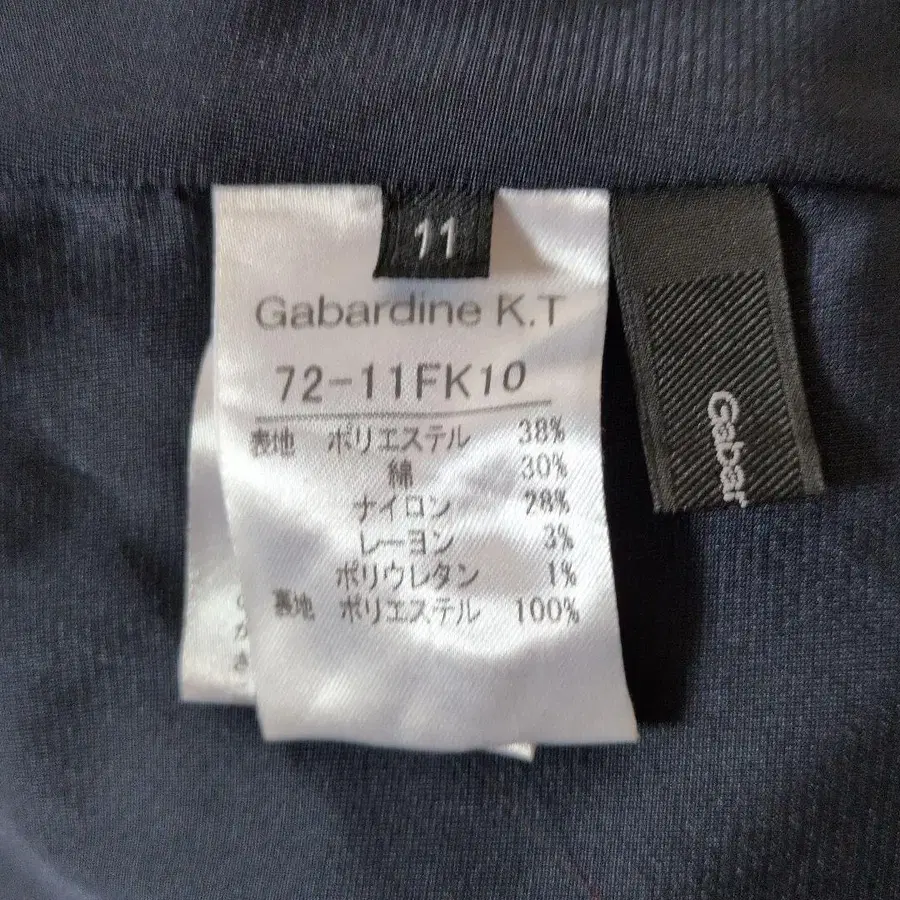 11
Gabardine K.T
72-11FK10
表地 ポリエステル 38%
綿 30%
ナイロン 28%
レーヨン 3%
ポリウレタン 1%
裏地 ポリエステル 100%
Gabar